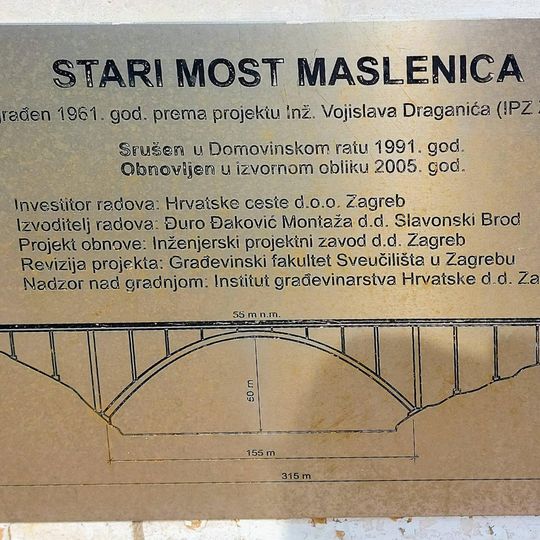 STARI MOST MASLENICA
građen 1961. god. prema projektu Inž. Vojislava Draganića (IPZ
Srušen u Domovinskom ratu 1991. god.
Obnovljen u izvornom obliku 2005. god.
Investitor radova: Hrvatske ceste d.o.o. Zagreb
Izvoditelj radova: Đuro Đaković Montaža d.d. Slavonski Brod
Projekt obnove: Inženjerski projektni zavod d.d. Zagreb
Revizija projekta: Građevinski fakultet Sveučilišta u Zagrebu
Nadzor nad gradnjom: Institut građevinarstva Hrvatske d.d. Za
55 m n.m.
60 m
155 m
315 m